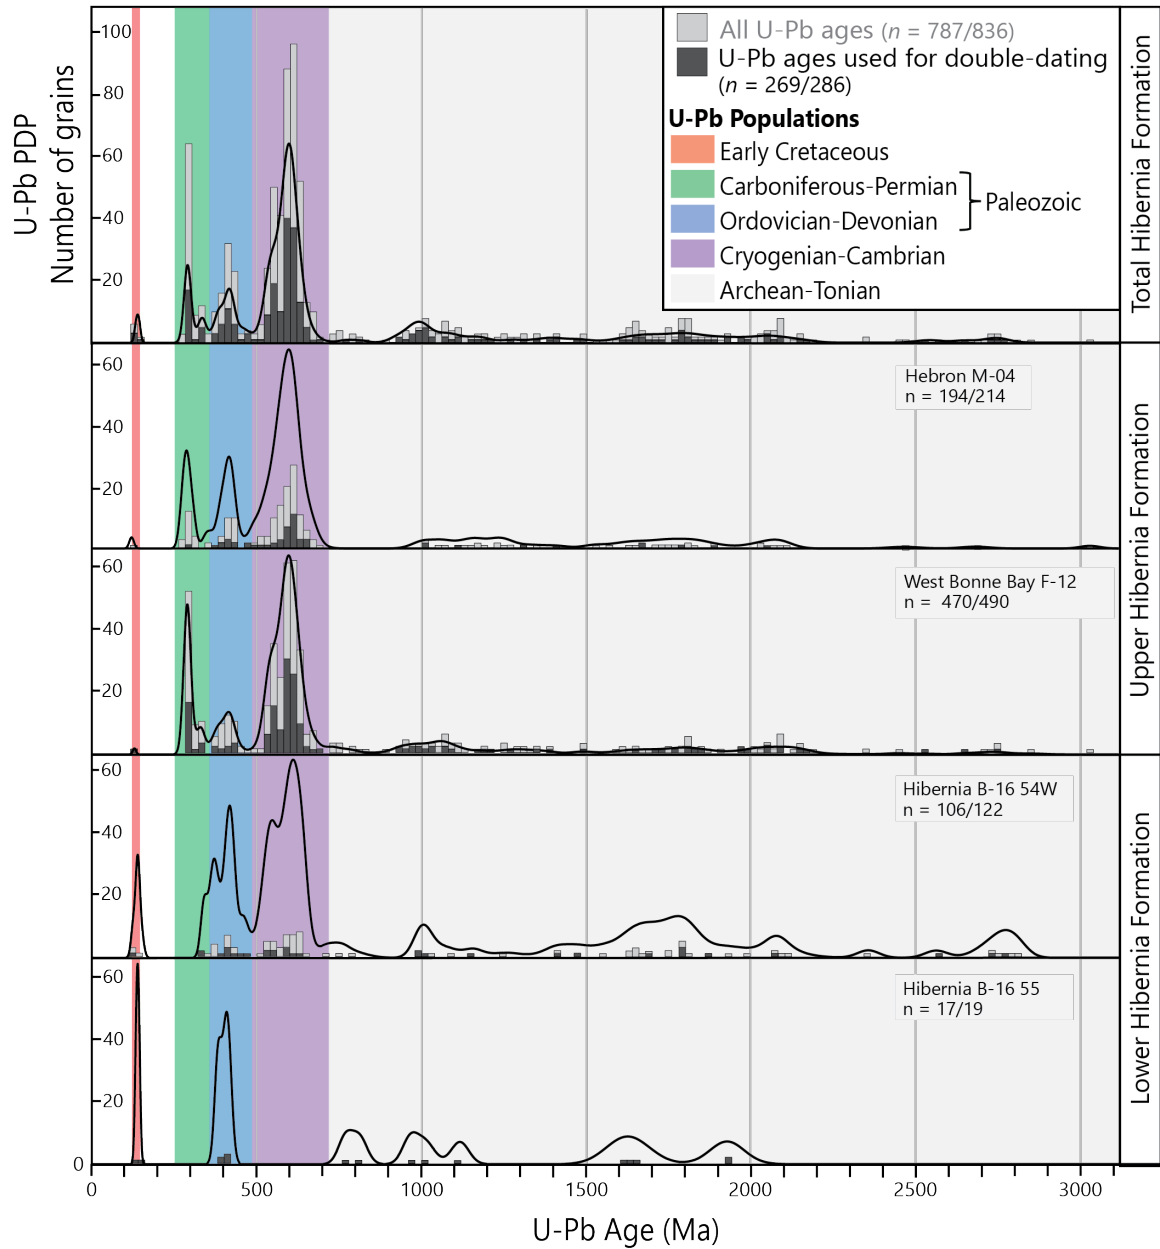 U-Pb PDP
Number of grains
100
80
60
40
20
All U-Pb ages (n = 787/836)
U-Pb ages used for double-dating
(n = 269/286)
U-Pb Populations
Early Cretaceous
Carboniferous-Permian
Ordovician-Devonian
Paleozoic
Cryogenian-Cambrian
Archean-Tonian
Total Hibernia Formation
60
40
20
Hebron M-04
n = 194/214
Upper Hibernia Formation
60
40
20
West Bonne Bay F-12
n = 470/490
60
40
20
Hibernia B-16 54W
n = 106/122
Lower Hibernia Formation
60
40
20
0
Hibernia B-16 55
n = 17/19
0 500 1000 1500 2000 2500 3000
U-Pb Age (Ma)